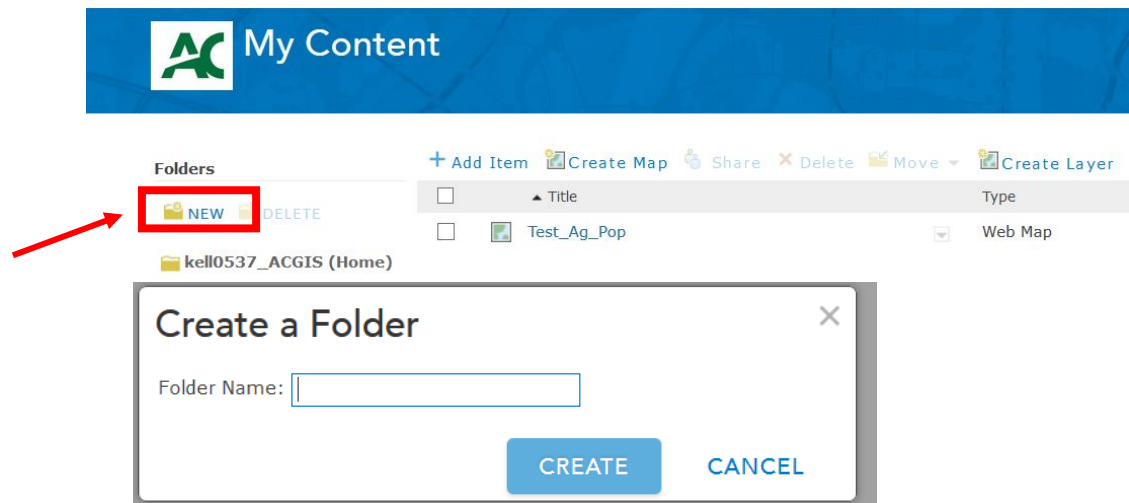 AC My Content
Folders
+ Add Item Create Map Share Delete Move Create Layer
NEW DELETE
Title Type
Test_Ag_Pop Web Map
kell0537_ACGIS (Home)
Create a Folder
Folder Name:
CREATE CANCEL